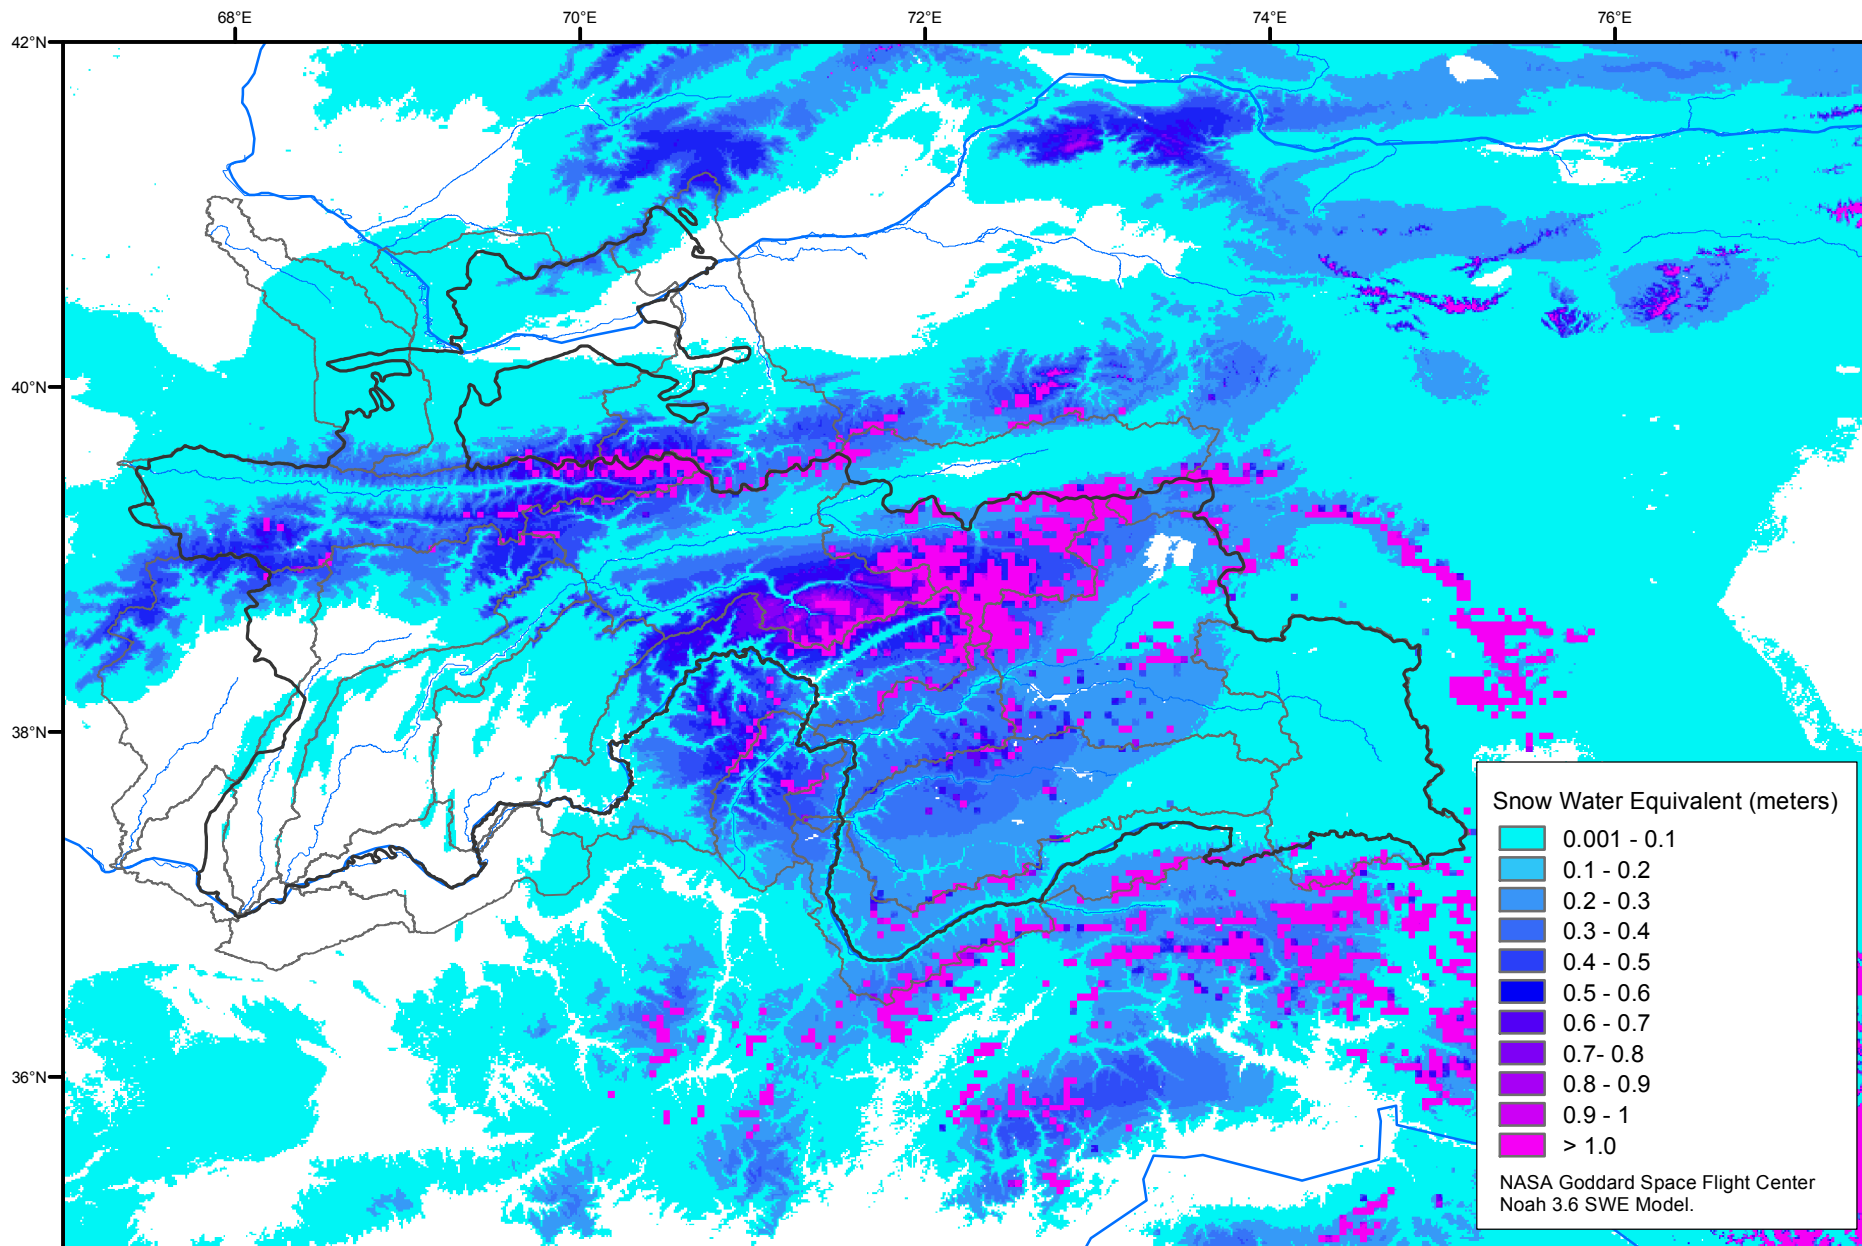 68°E
70°E
72°E
74°E
76°E
42°N
40°N
38°N
36°N
Snow Water Equivalent (meters)
0.001 - 0.1
0.1 - 0.2
0.2 - 0.3
0.3 - 0.4
0.4 - 0.5
0.5 - 0.6
0.6 - 0.7
0.7- 0.8
0.8 - 0.9
0.9 - 1
> 1.0
NASA Goddard Space Flight Center
Noah 3.6 SWE Model.